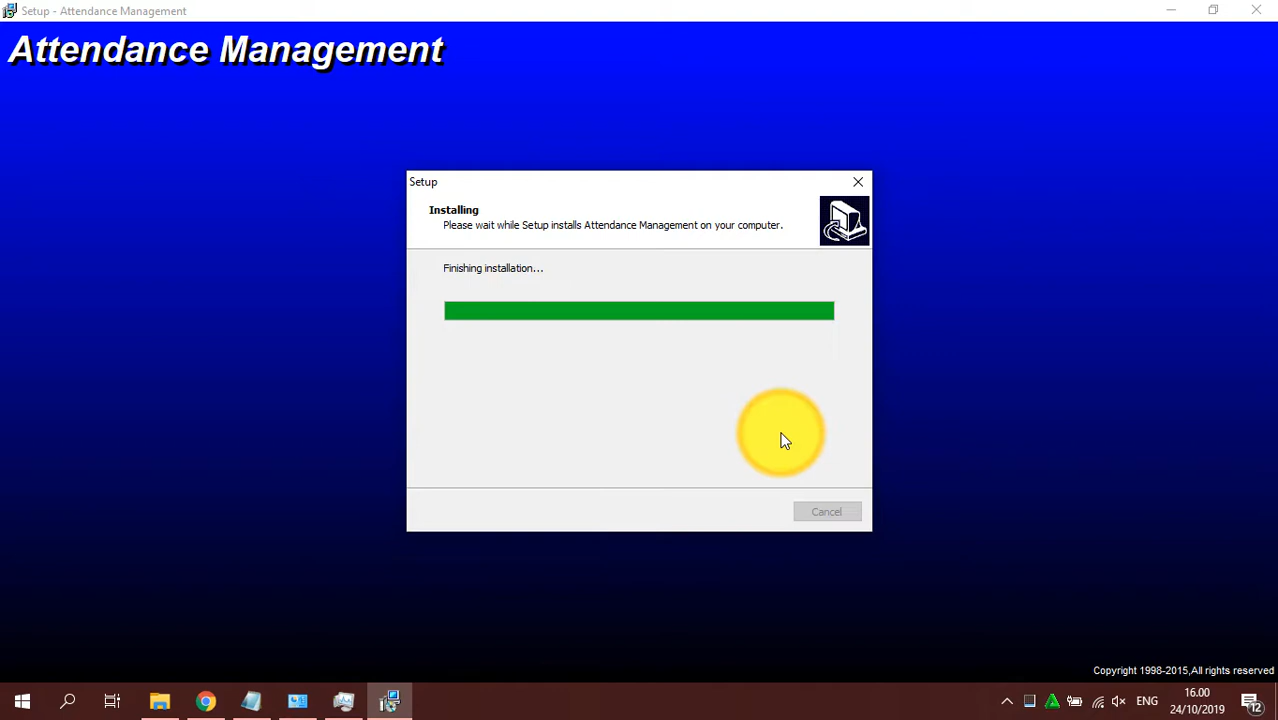 Setup - Attendance Management
Attendance Management
Setup
Installing
Please wait while Setup installs Attendance Management on your computer.
Finishing installation...
Cancel
Copyright 1998-2015,All rights reserved
ENG
16.00
24/10/2019
12